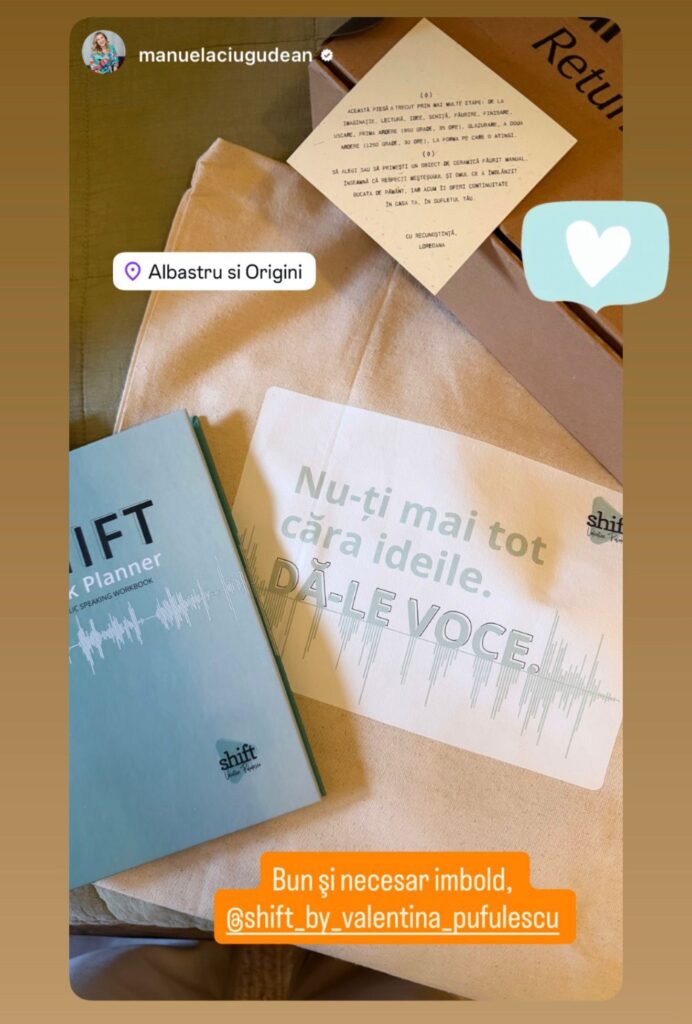 manuelaciugudean
Retur
(0)
ACEASTĂ PIESĂ A TRECUT PRIN MAI MULTE ETAPE: DE LA
IMAGINAȚIE, LECTURĂ, IDEE, SCHIȚĂ, FĂURIRE, FINISARE,
USCARE, PRIMA ARDERE (950 GRADE, 35 ORE), GLAZURARE, A DOUA
ARDERE (1250 GRADE, 30 ORE), LA FORMA PE CARE O ATINGI.
(0)
SĂ ALEGI SAU SĂ PRIMEȘTI UN OBIECT DE CERAMICĂ FĂURIT MANUAL,
ÎNSEAMNĂ CĂ RESPECȚI MEȘTEȘUGUL ȘI OMUL CE A ÎMBLÂNZIT
BUCATA DE PĂMÂNT, IAR ACUM ÎI OFERI CONTINUITATE
ÎN CASA TA, ÎN SUFLETUL TĂU.
CU RECUNOȘTINȚĂ,
LOREDANA
Albastru si Origini
Nu-ți mai tot
căra ideile.
DĂ-LE VOCE.
shift
HIFT
k Planner
LIC SPEAKING WORKBOOK
shift
Bun și necesar imbold,
@shift_by_valentina_pufulescu